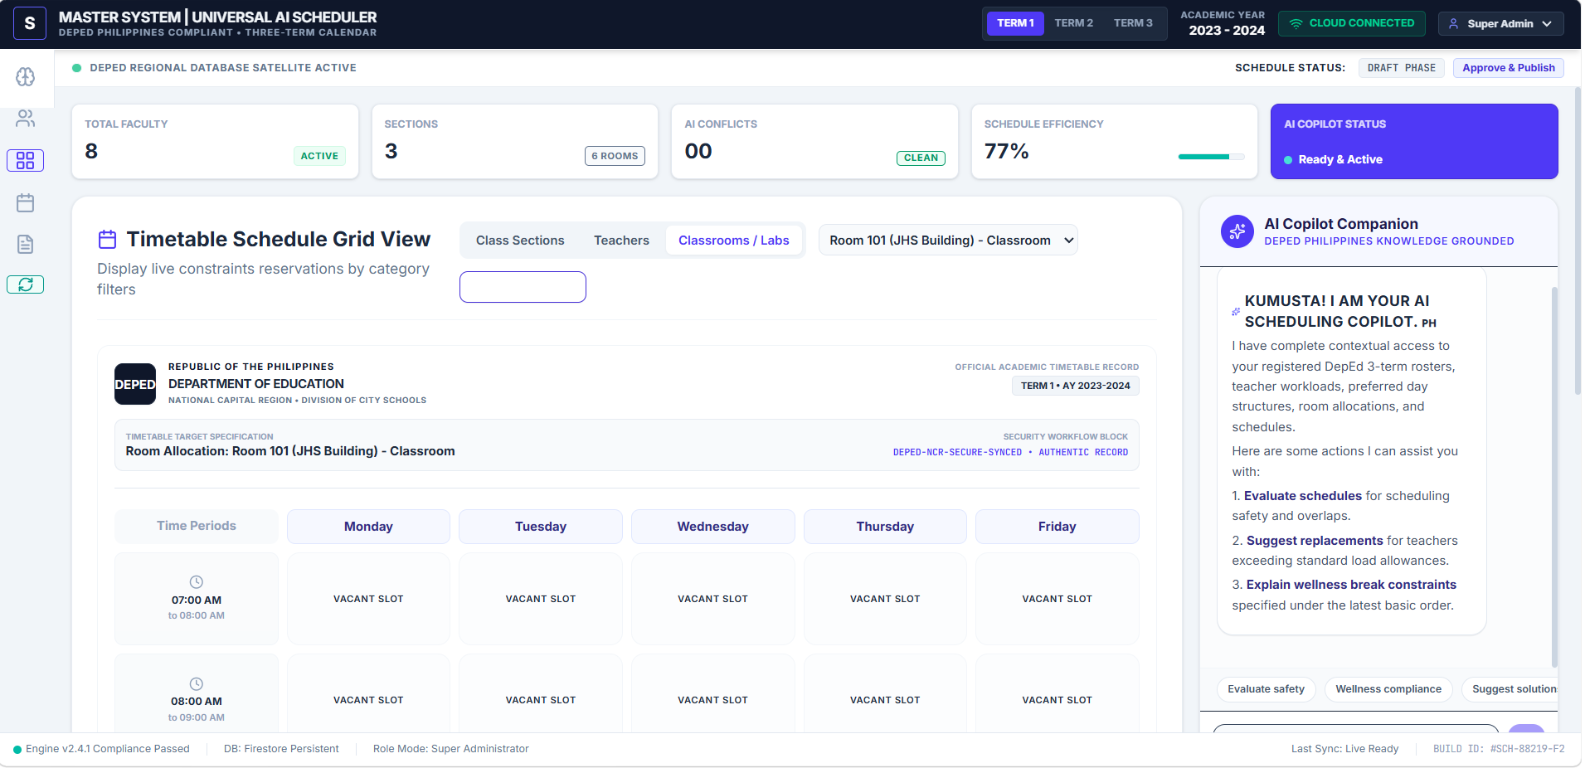 S
MASTER SYSTEM | UNIVERSAL AI SCHEDULER
DEPED PHILIPPINES COMPLIANT • THREE-TERM CALENDAR
TERM 1
TERM 2
TERM 3
ACADEMIC YEAR
2023 - 2024
CLOUD CONNECTED
Super Admin
DEPED REGIONAL DATABASE SATELLITE ACTIVE
SCHEDULE STATUS:
DRAFT PHASE
Approve & Publish
TOTAL FACULTY
8
ACTIVE
SECTIONS
3
6 ROOMS
AI CONFLICTS
00
CLEAN
SCHEDULE EFFICIENCY
77%
AI COPILOT STATUS
Ready & Active
Timetable Schedule Grid View
Display live constraints reservations by category
filters
Class Sections
Teachers
Classrooms / Labs
Room 101 (JHS Building) - Classroom
DEPED
REPUBLIC OF THE PHILIPPINES
DEPARTMENT OF EDUCATION
NATIONAL CAPITAL REGION • DIVISION OF CITY SCHOOLS
OFFICIAL ACADEMIC TIMETABLE RECORD
TERM 1 • AY 2023-2024
TIMETABLE TARGET SPECIFICATION
Room Allocation: Room 101 (JHS Building) - Classroom
SECURITY WORKFLOW BLOCK
DEPED-NCR-SECURE-SYNCED • AUTHENTIC RECORD
Time Periods
Monday
Tuesday
Wednesday
Thursday
Friday
07:00 AM
to 08:00 AM
VACANT SLOT
VACANT SLOT
VACANT SLOT
VACANT SLOT
VACANT SLOT
08:00 AM
to 09:00 AM
VACANT SLOT
VACANT SLOT
VACANT SLOT
VACANT SLOT
VACANT SLOT
AI Copilot Companion
DEPED PHILIPPINES KNOWLEDGE GROUNDED
KUMUSTA! I AM YOUR AI
SCHEDULING COPILOT. PH
I have complete contextual access to
your registered DepEd 3-term rosters,
teacher workloads, preferred day
structures, room allocations, and
schedules.
Here are some actions I can assist you
with:
1. Evaluate schedules for scheduling
safety and overlaps.
2. Suggest replacements for teachers
exceeding standard load allowances.
3. Explain wellness break constraints
specified under the latest basic order.
Evaluate safety
Wellness compliance
Suggest solution
Engine v2.4.1 Compliance Passed
DB: Firestore Persistent
Role Mode: Super Administrator
Last Sync: Live Ready
BUILD ID: #SCH-88219-F2